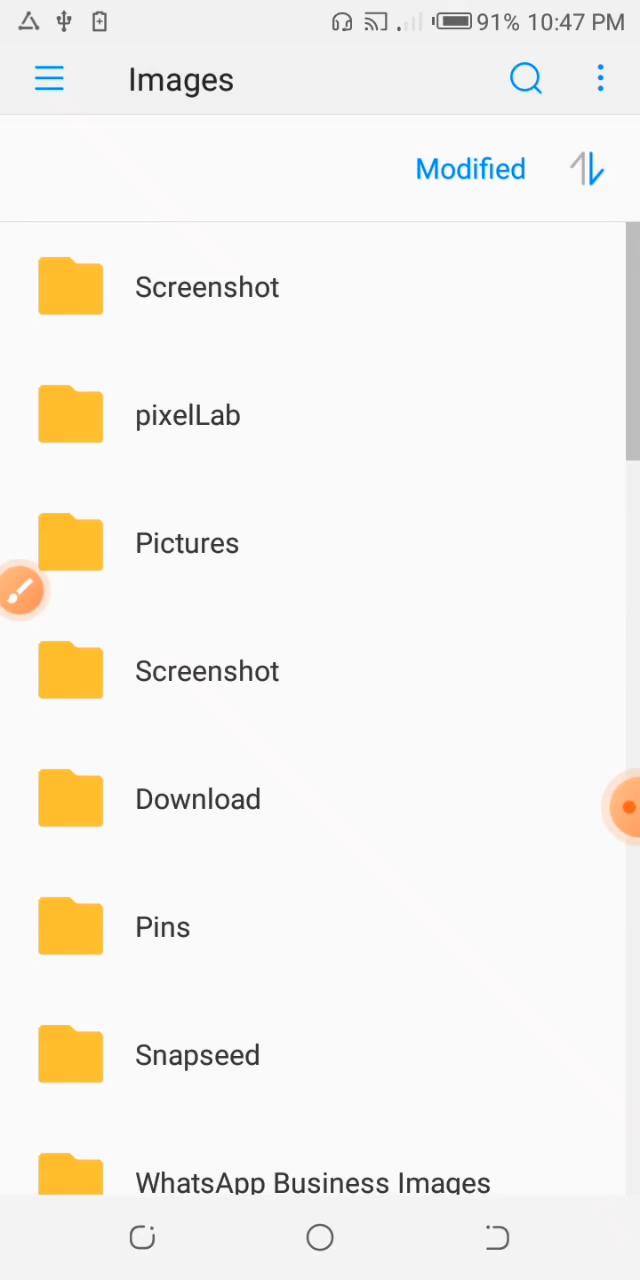 91% 10:47 PM
Images
Modified
Screenshot
pixelLab
Pictures
Screenshot
Download
Pins
Snapseed
WhatsApp Business Images